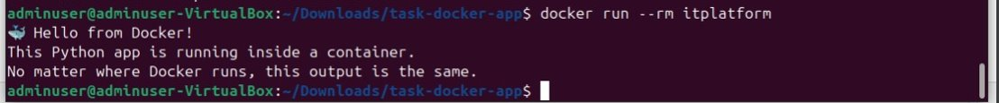 adminuser@adminuser-VirtualBox:~/Downloads/task-docker-app$ docker run --rm itplatform
🐳 Hello from Docker!
This Python app is running inside a container.
No matter where Docker runs, this output is the same.
adminuser@adminuser-VirtualBox:~/Downloads/task-docker-app$